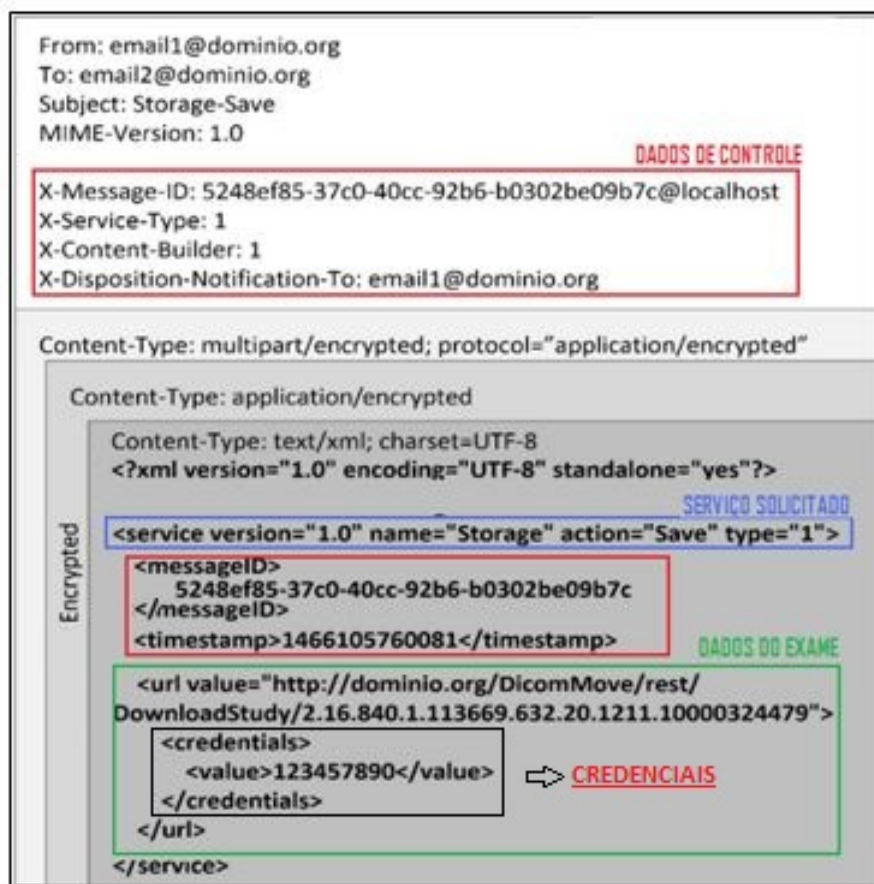 From: email1@dominio.org
To: email2@dominio.org
Subject: Storage-Save
MIME-Version: 1.0
DADOS DE CONTROLE
X-Message-ID: 5248ef85-37c0-40cc-92b6-b0302be09b7c@localhost
X-Service-Type: 1
X-Content-Builder: 1
X-Disposition-Notification-To: email1@dominio.org
Content-Type: multipart/encrypted; protocol="application/encrypted"
Content-Type: application/encrypted
Encrypted
Content-Type: text/xml; charset=UTF-8
<?xml version="1.0" encoding="UTF-8" standalone="yes"?>
SERVIÇO SOLICITADO
<service version="1.0" name="Storage" action="Save" type="1">
<messageID>
5248ef85-37c0-40cc-92b6-b0302be09b7c
</messageID>
<timestamp>1466105760081</timestamp>
DADOS DO EXAME
<url value="http://dominio.org/DicomMove/rest/
DownloadStudy/2.16.840.1.113669.632.20.1211.10000324479">
<credentials>
<value>123457890</value>
CREDENCIAIS
</credentials>
</url>
</service>